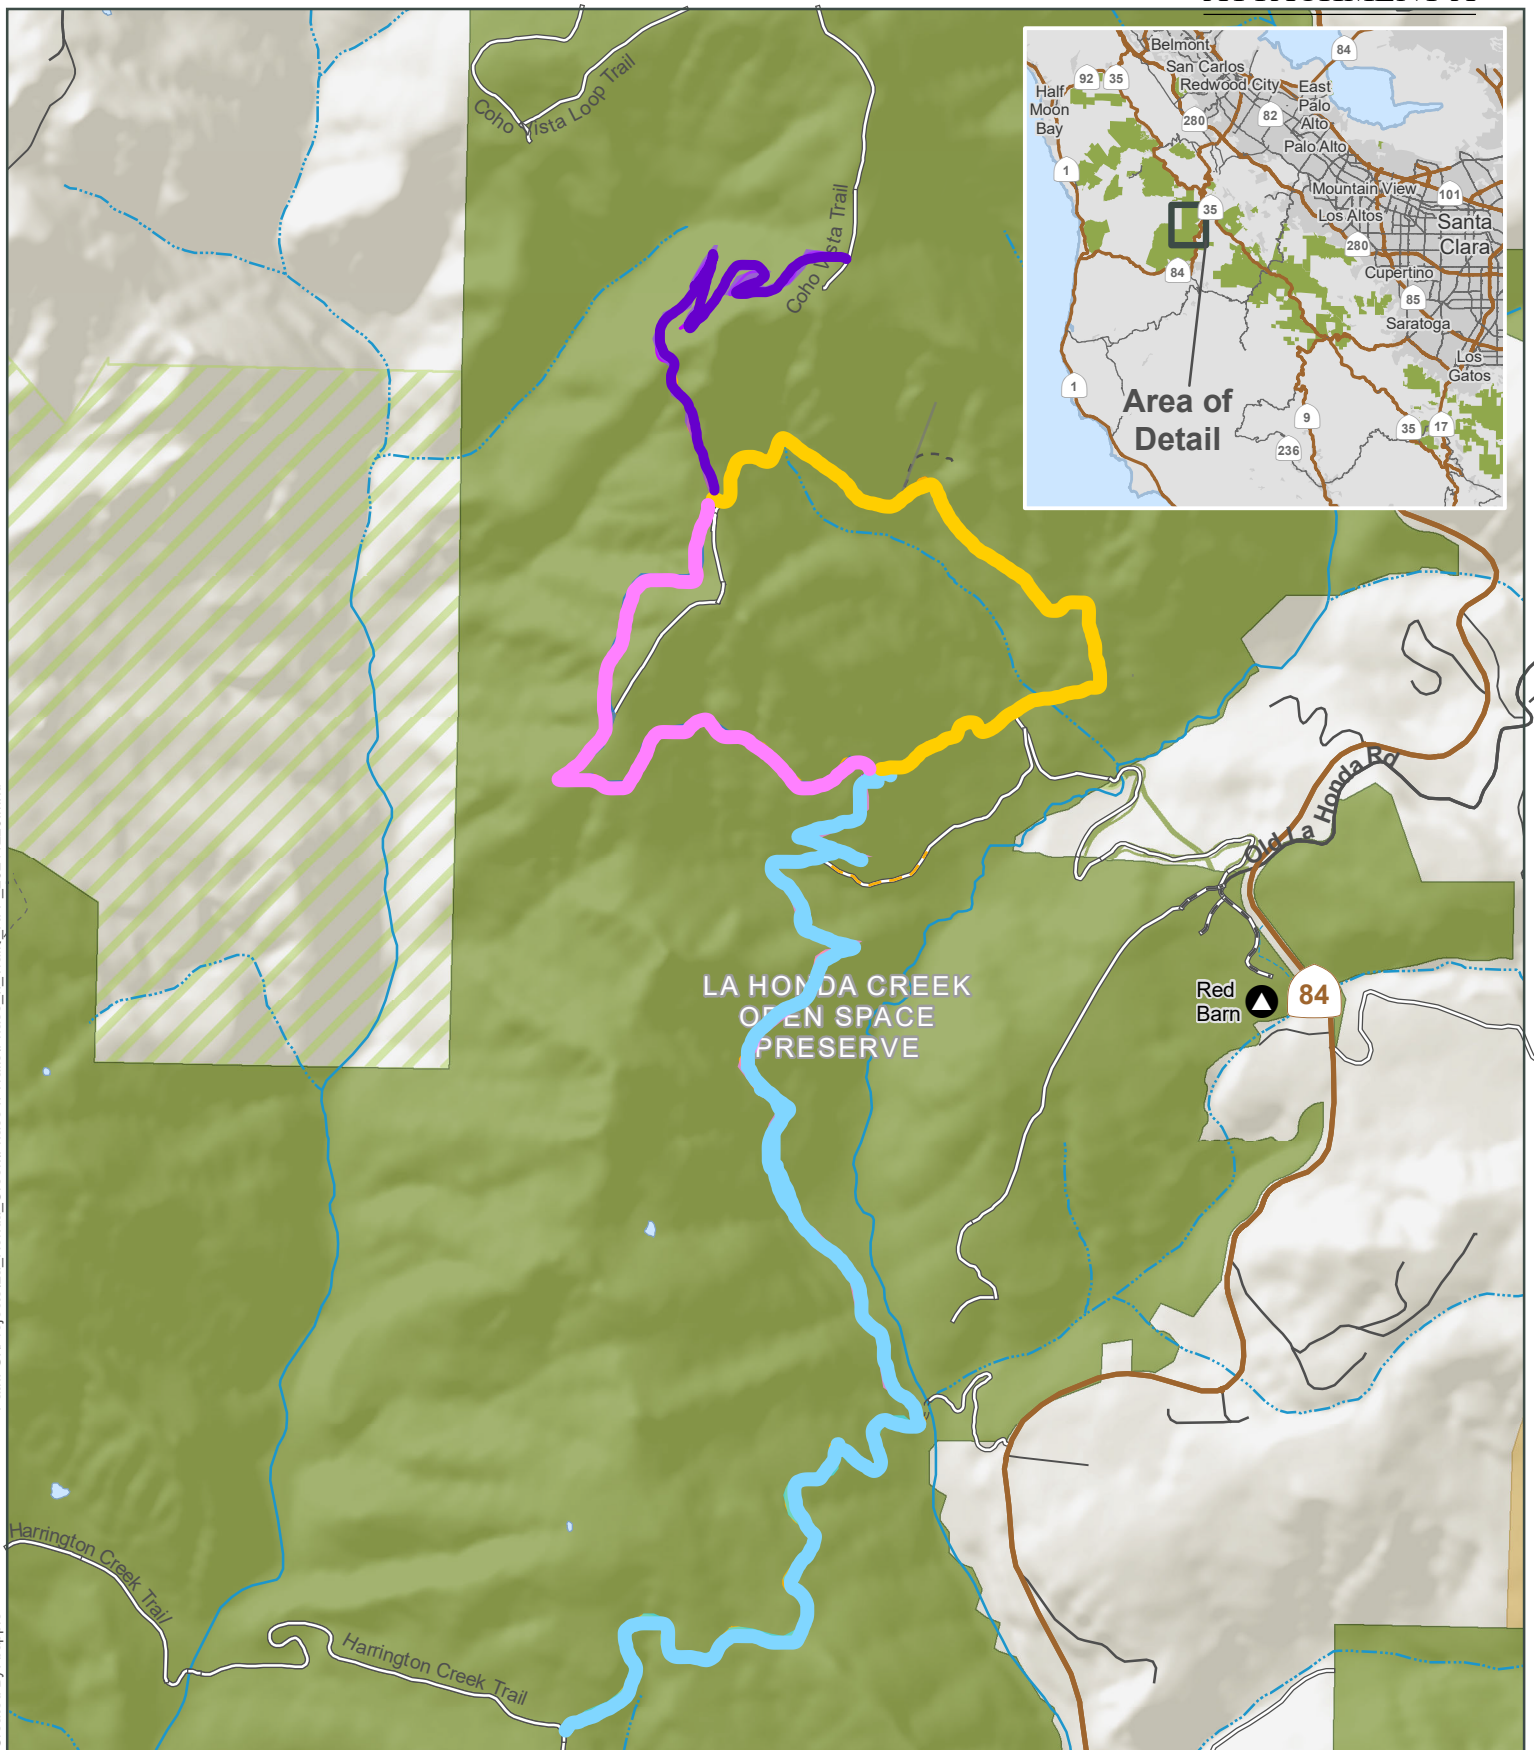 Belmont
84
San Carlos
92
35
Redwood City
East
Palo
Alto
Half
Moon
Bay
280
82
Palo Alto
1
Mountain View
101
35
Los Altos
Santa
Clara
280
84
Cupertino
85
Saratoga
Los
Gatos
1
Area of
Detail
9
35
17
236
Coho Vista Loop Trail
Coho Vista Trail
Old La Honda Rd
LA HONDA CREEK
OPEN SPACE
PRESERVE
Red
Barn
84
Harrington Creek Trail
Harrington Creek Trail